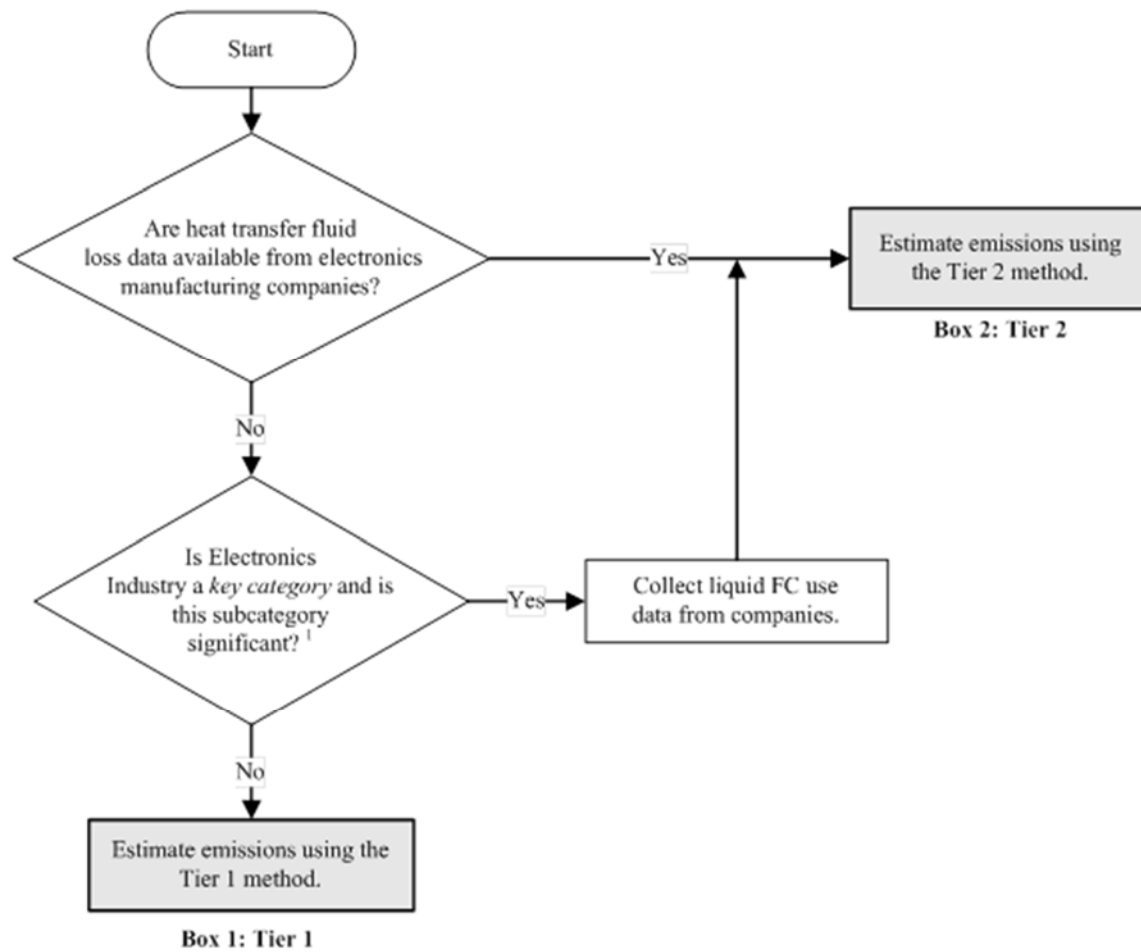 Start
Are heat transfer fluid
loss data available from electronics
manufacturing companies?
Yes
Estimate emissions using
the Tier 2 method.
Box 2: Tier 2
No
Is Electronics
Industry a key category and is
this subcategory
significant? 1
Yes
Collect liquid FC use
data from companies.
No
Estimate emissions using the
Tier 1 method.
Box 1: Tier 1